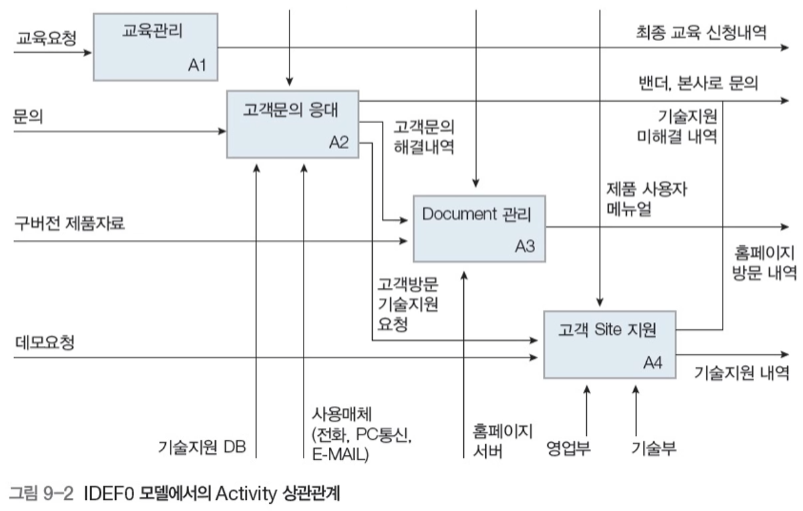 교육요청
교육관리
A1
최종 교육 신청내역
문의
고객문의 응대
A2
밴더, 본사로 문의
고객문의
해결내역
기술지원
미해결 내역
구버전 제품자료
Document 관리
A3
제품 사용자
메뉴얼
홈페이지
방문 내역
고객방문
기술지원
요청
데모요청
고객 Site 지원
A4
기술지원 내역
기술지원 DB
사용매체
(전화, PC통신,
E-MAIL)
홈페이지
서버
영업부
기술부
그림 9-2 IDEF0 모델에서의 Activity 상관관계